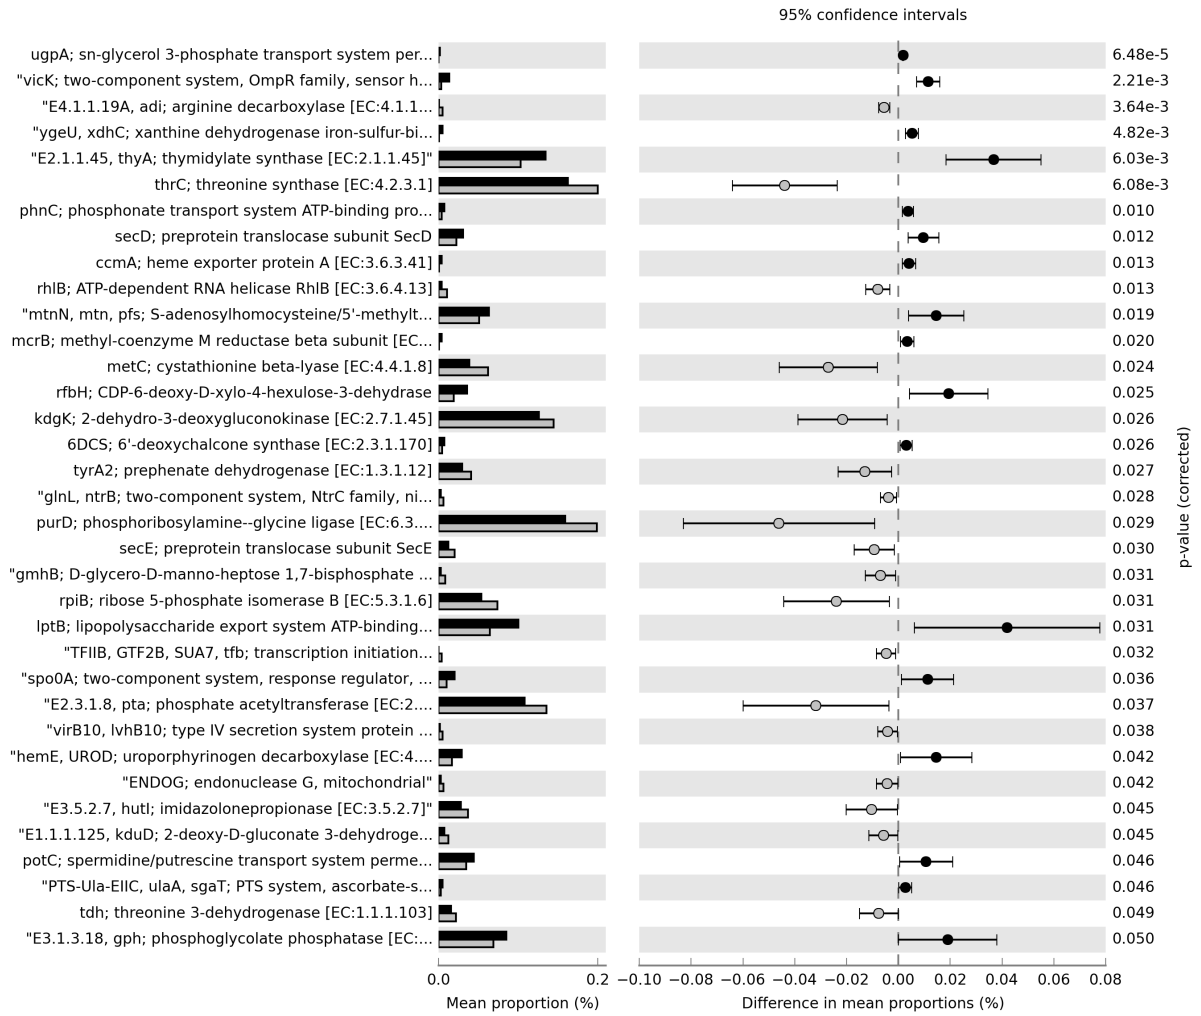 95% confidence intervals
ugpA; sn-glycerol 3-phosphate transport system per... 6.48e-5
"vicK; two-component system, OmpR family, sensor h... 2.21e-3
"E4.1.1.19A, adi; arginine decarboxylase [EC:4.1.1... 3.64e-3
"ygeU, xdhC; xanthine dehydrogenase iron-sulfur-bi... 4.82e-3
"E2.1.1.45, thyA; thymidylate synthase [EC:2.1.1.45]" 6.03e-3
thrC; threonine synthase [EC:4.2.3.1] 6.08e-3
phnC; phosphonate transport system ATP-binding pro... 0.010
secD; preprotein translocase subunit SecD 0.012
ccmA; heme exporter protein A [EC:3.6.3.41] 0.013
rhlB; ATP-dependent RNA helicase RhlB [EC:3.6.4.13] 0.013
"mtnN, mtn, pfs; S-adenosylhomocysteine/5'-methylt... 0.019
mcrB; methyl-coenzyme M reductase beta subunit [EC... 0.020
metC; cystathionine beta-lyase [EC:4.4.1.8] 0.024
rfbH; CDP-6-deoxy-D-xylo-4-hexulose-3-dehydrase 0.025
kdgK; 2-dehydro-3-deoxygluconokinase [EC:2.7.1.45] 0.026
6DCS; 6'-deoxychalcone synthase [EC:2.3.1.170] 0.026
tyrA2; prephenate dehydrogenase [EC:1.3.1.12] 0.027
"glnL, ntrB; two-component system, NtrC family, ni... 0.028
purD; phosphoribosylamine--glycine ligase [EC:6.3.... 0.029
secE; preprotein translocase subunit SecE 0.030
"gmhB; D-glycero-D-manno-heptose 1,7-bisphosphate ... 0.031
rpiB; ribose 5-phosphate isomerase B [EC:5.3.1.6] 0.031
lptB; lipopolysaccharide export system ATP-binding... 0.031
"TFIIB, GTF2B, SUA7, tfb; transcription initiation... 0.032
"spo0A; two-component system, response regulator, ... 0.036
"E2.3.1.8, pta; phosphate acetyltransferase [EC:2.... 0.037
"virB10, lvhB10; type IV secretion system protein ... 0.038
"hemE, UROD; uroporphyrinogen decarboxylase [EC:4.... 0.042
"ENDOG; endonuclease G, mitochondrial" 0.042
"E3.5.2.7, hutI; imidazolonepropionase [EC:3.5.2.7]" 0.045
"E1.1.1.125, kduD; 2-deoxy-D-gluconate 3-dehydroge... 0.045
potC; spermidine/putrescine transport system perme... 0.046
"PTS-Ula-EIIC, ulaA, sgaT; PTS system, ascorbate-s... 0.046
tdh; threonine 3-dehydrogenase [EC:1.1.1.103] 0.049
"E3.1.3.18, gph; phosphoglycolate phosphatase [EC:... 0.050
p-value (corrected)
0.0 0.2 −0.10 −0.08 −0.06 −0.04 −0.02 0.00 0.02 0.04 0.06 0.08
Mean proportion (%) Difference in mean proportions (%)